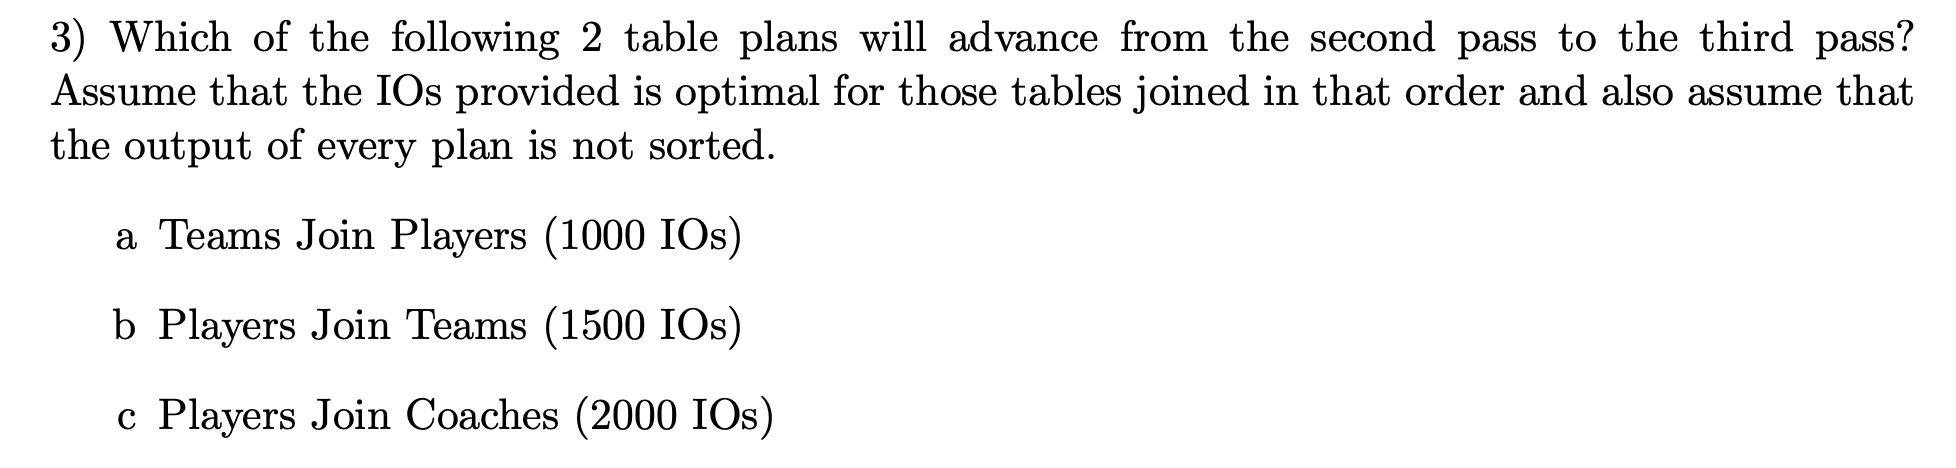 3) Which of the following 2 table plans will advance from the second pass to the third pass?
Assume that the IOs provided is optimal for those tables joined in that order and also assume that
the output of every plan is not sorted.
a Teams Join Players (1000 IOs)
b Players Join Teams (1500 IOs)
c Players Join Coaches (2000 IOs)